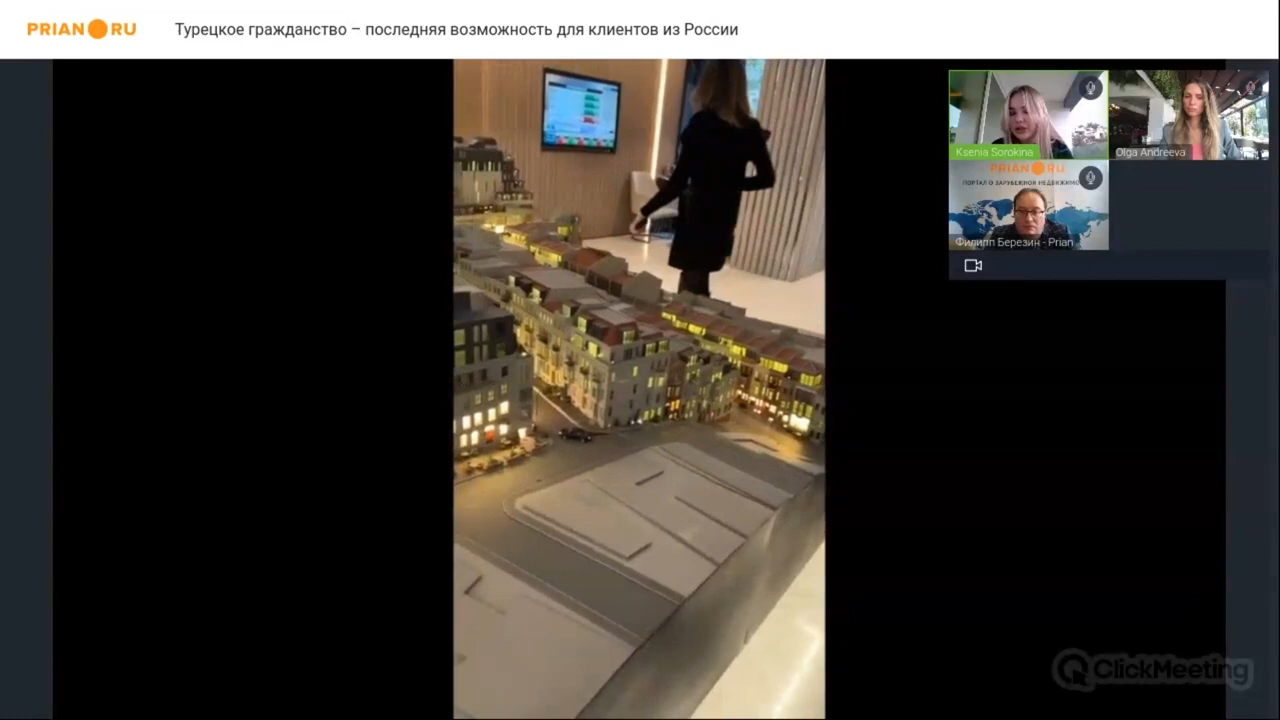 PRIAN RU
Турецкое гражданство – последняя возможность для клиентов из России
Ksenia Sorokina
Olga Andreeva
PRIAN RU
ПОРТАЛ О ЗАРУБЕЖНОЙ НЕДВИЖИМО
Филипп Березин - Prian
ClickMeeting